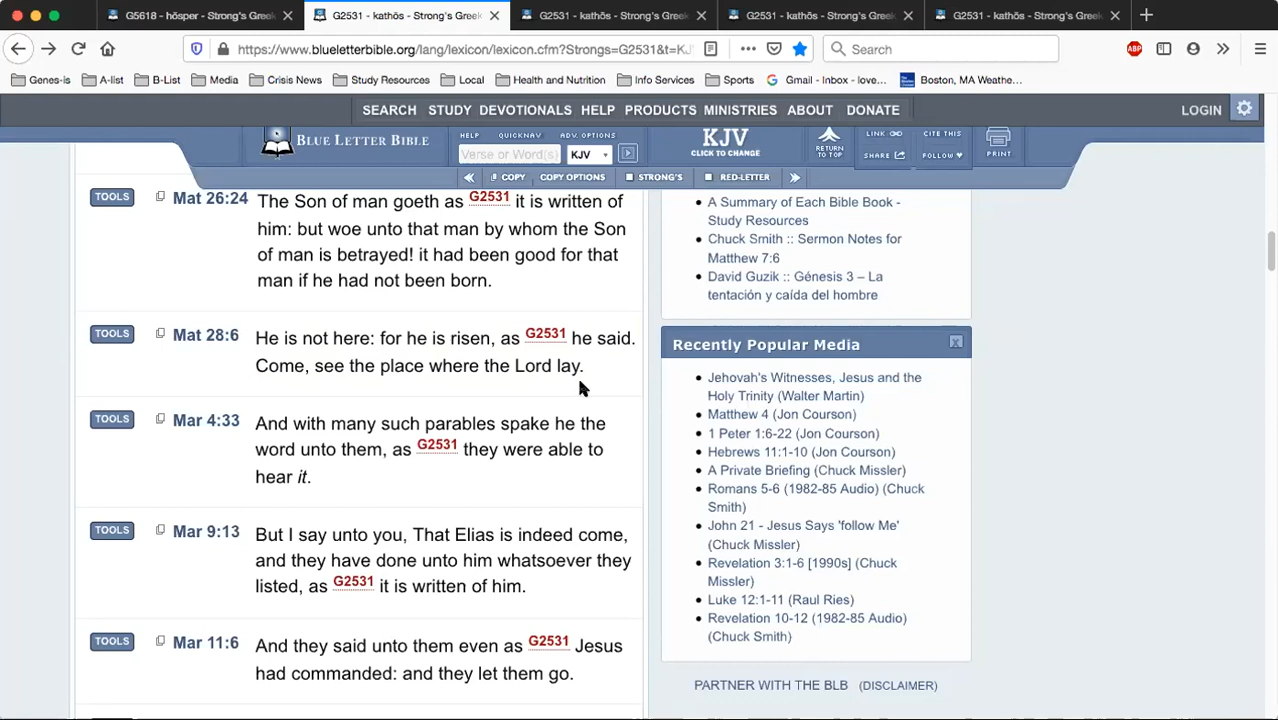 G5618 - hōsper - Strong's Greek
G2531 - kathōs - Strong's Greek
G2531 - kathōs - Strong's Greek
G2531 - kathōs - Strong's Greek
G2531 - kathōs - Strong's Greek
https://www.blueletterbible.org/lang/lexicon/lexicon.cfm?Strongs=G2531&t=KJ
Search
ABP
Genes-is
A-list
B-List
Media
Crisis News
Study Resources
Local
Health and Nutrition
Info Services
Sports
Gmail - Inbox - love...
Boston, MA Weathe...
SEARCH STUDY DEVOTIONALS HELP PRODUCTS MINISTRIES ABOUT DONATE
LOGIN
BLUE LETTER BIBLE
HELP QUICKNAV ADV. OPTIONS
Verse or Word(s)
KJV
KJV
CLICK TO CHANGE
RETURN
TO TOP
LINK
SHARE
CITE THIS
FOLLOW
PRINT
COPY COPY OPTIONS STRONG'S RED-LETTER
TOOLS
Mat 26:24
The Son of man goeth as G2531 it is written of
him: but woe unto that man by whom the Son
of man is betrayed! it had been good for that
man if he had not been born.
TOOLS
Mat 28:6
He is not here: for he is risen, as G2531 he said.
Come, see the place where the Lord lay.
TOOLS
Mar 4:33
And with many such parables spake he the
word unto them, as G2531 they were able to
hear it.
TOOLS
Mar 9:13
But I say unto you, That Elias is indeed come,
and they have done unto him whatsoever they
listed, as G2531 it is written of him.
TOOLS
Mar 11:6
And they said unto them even as G2531 Jesus
had commanded: and they let them go.
A Summary of Each Bible Book -
Study Resources
Chuck Smith :: Sermon Notes for
Matthew 7:6
David Guzik :: Génesis 3 – La
tentación y caída del hombre
Recently Popular Media
Jehovah's Witnesses, Jesus and the
Holy Trinity (Walter Martin)
Matthew 4 (Jon Courson)
1 Peter 1:6-22 (Jon Courson)
Hebrews 11:1-10 (Jon Courson)
A Private Briefing (Chuck Missler)
Romans 5-6 (1982-85 Audio) (Chuck
Smith)
John 21 - Jesus Says 'follow Me'
(Chuck Missler)
Revelation 3:1-6 [1990s] (Chuck
Missler)
Luke 12:1-11 (Raul Ries)
Revelation 10-12 (1982-85 Audio)
(Chuck Smith)
PARTNER WITH THE BLB (DISCLAIMER)